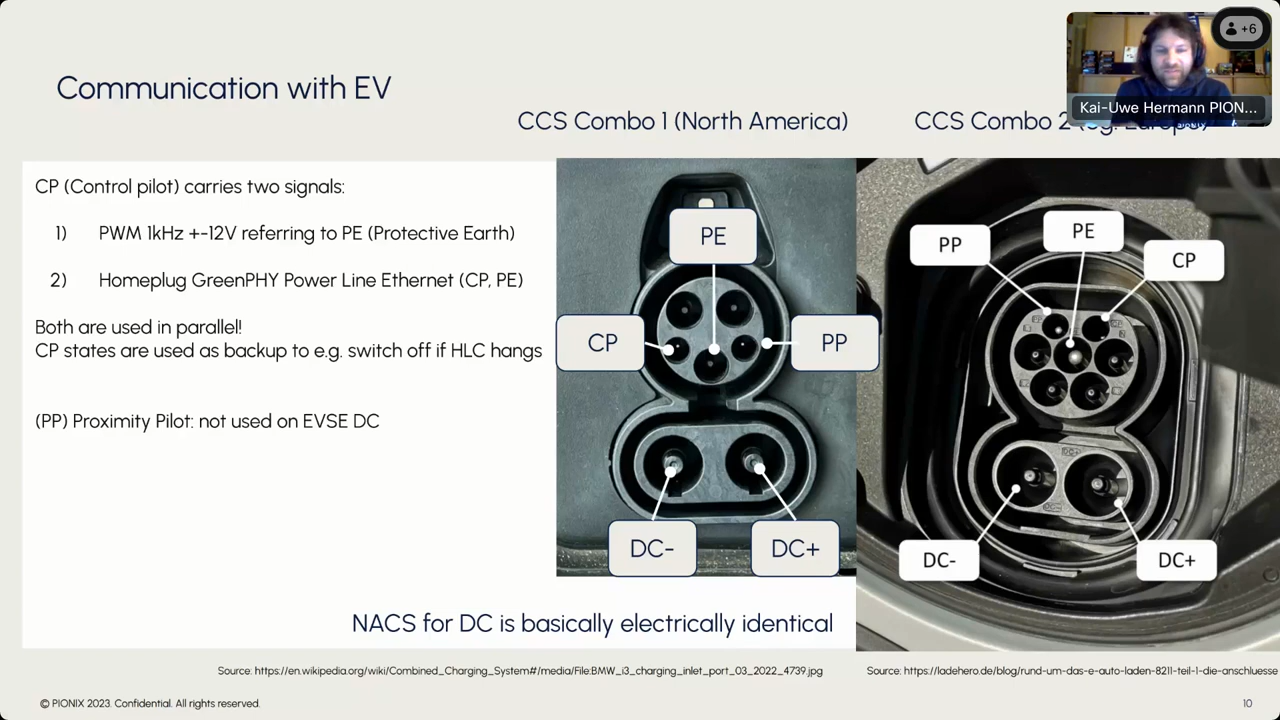 +6
Kai-Uwe Hermann PION...
Communication with EV
CCS Combo 1 (North America)
CCS Combo 2 (eg. Europe)
CP (Control pilot) carries two signals:
1) PWM 1kHz +-12V referring to PE (Protective Earth)
2) Homeplug GreenPHY Power Line Ethernet (CP, PE)
Both are used in parallel!
CP states are used as backup to e.g. switch off if HLC hangs
(PP) Proximity Pilot: not used on EVSE DC
PE
CP
PP
DC-
DC+
PP
PE
CP
DC-
DC+
NACS for DC is basically electrically identical
Source: https://en.wikipedia.org/wiki/Combined_Charging_System#/media/File:BMW_i3_charging_inlet_port_03_2022_4739.jpg
Source: https://ladehero.de/blog/rund-um-das-e-auto-laden-8211-teil-1-die-anschluesse
© PIONIX 2023. Confidential. All rights reserved.
10